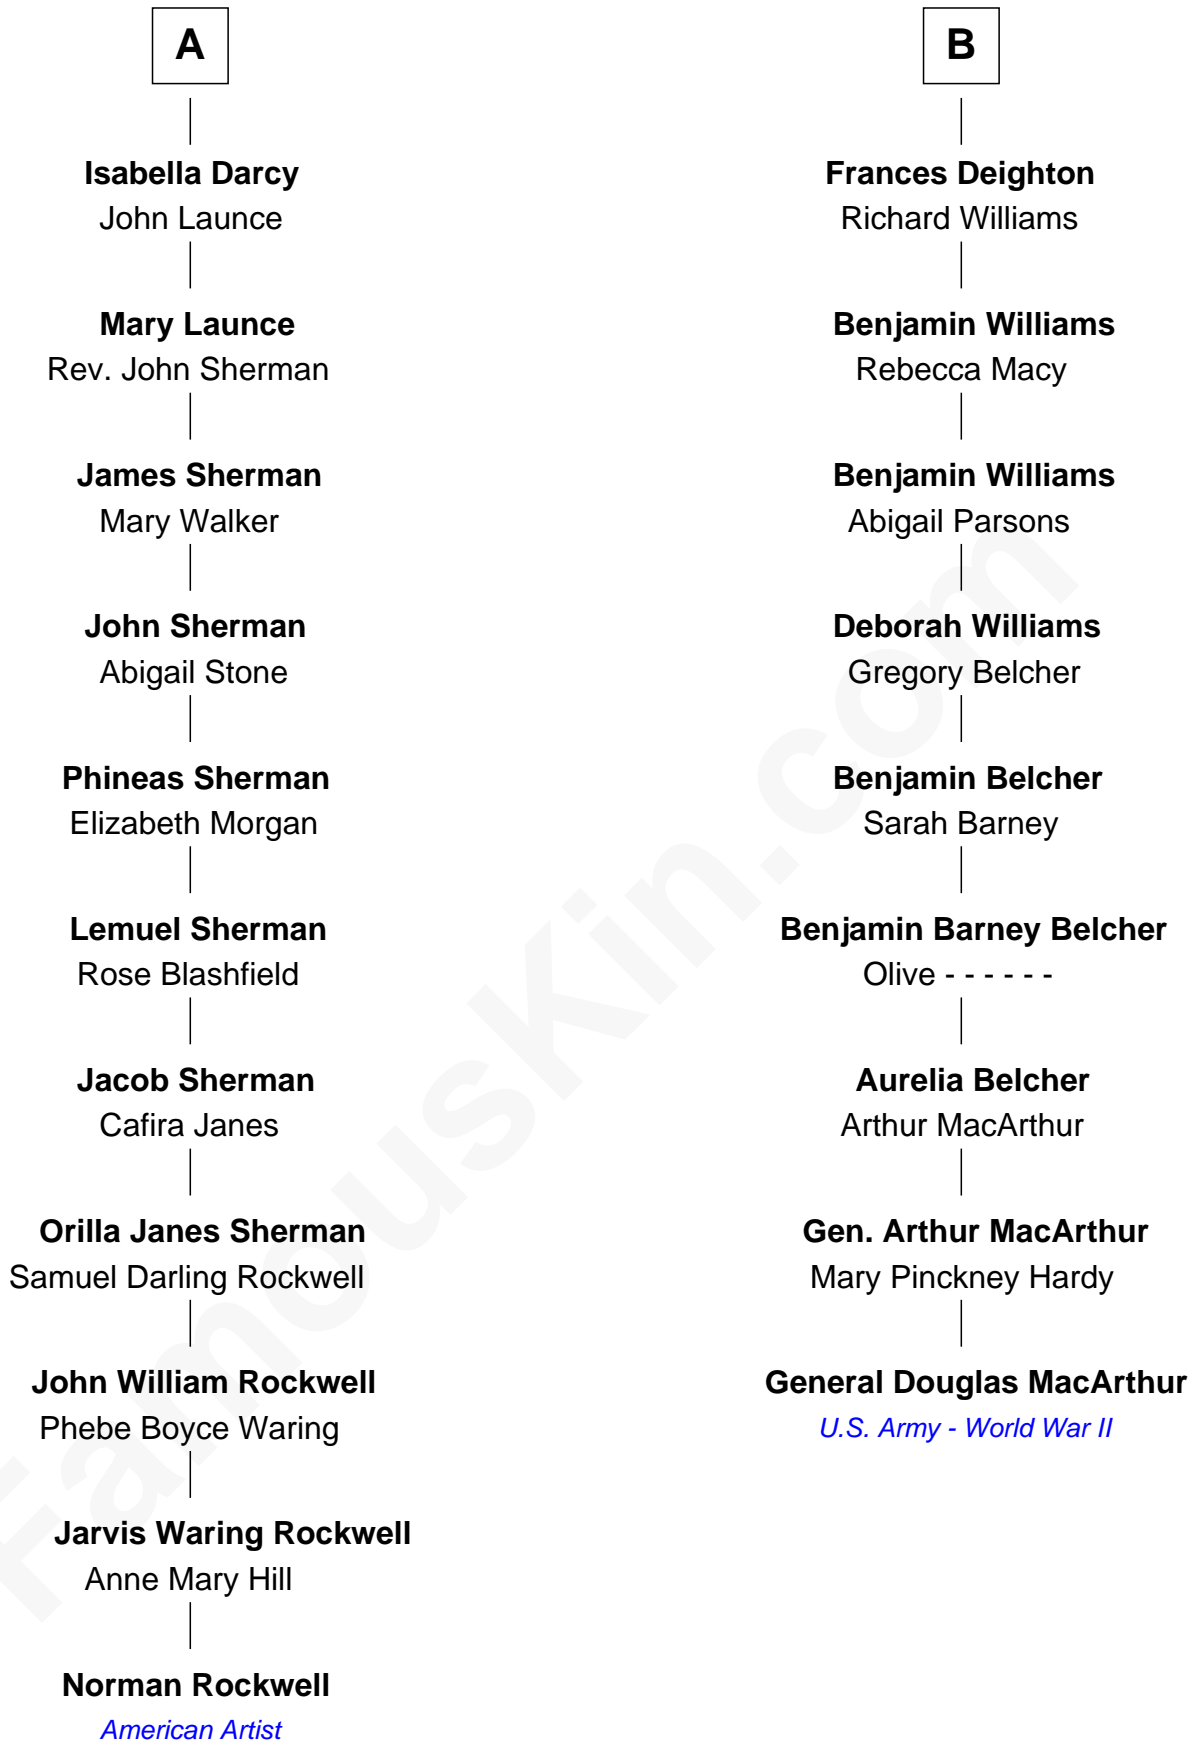 A
Isabella Darcy
John Launce
Mary Launce
Rev. John Sherman
James Sherman
Mary Walker
John Sherman
Abigail Stone
Phineas Sherman
Elizabeth Morgan
Lemuel Sherman
Rose Blashfield
Jacob Sherman
Cafira Janes
Orilla Janes Sherman
Samuel Darling Rockwell
John William Rockwell
Phebe Boyce Waring
Jarvis Waring Rockwell
Anne Mary Hill
Norman Rockwell
American Artist
B
Frances Deighton
Richard Williams
Benjamin Williams
Rebecca Macy
Benjamin Williams
Abigail Parsons
Deborah Williams
Gregory Belcher
Benjamin Belcher
Sarah Barney
Benjamin Barney Belcher
Olive - - - - - -
Aurelia Belcher
Arthur MacArthur
Gen. Arthur MacArthur
Mary Pinckney Hardy
General Douglas MacArthur
U.S. Army - World War II
FamousKin.com